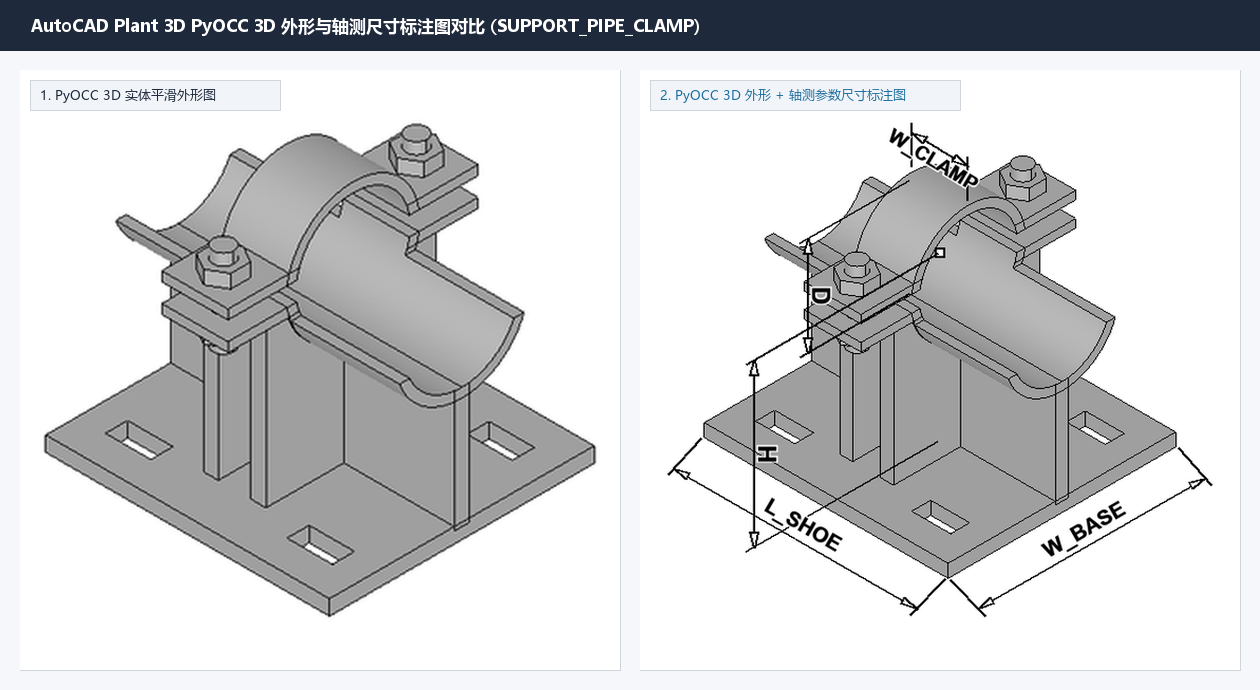 AutoCAD Plant 3D PyOCC 3D 外形与轴测尺寸标注图对比 (SUPPORT_PIPE_CLAMP)
1. PyOCC 3D 实体平滑外形图
2. PyOCC 3D 外形 + 轴测参数尺寸标注图
W_CLAMP
D
H
L_SHOE
W_BASE